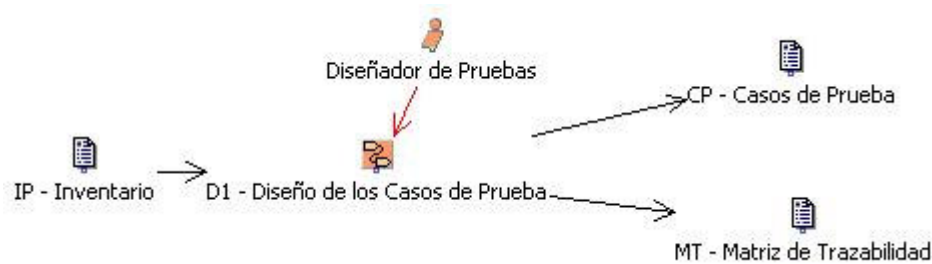 Diseñador de Pruebas
CP - Casos de Prueba
IP - Inventario
D1 - Diseño de los Casos de Prueba
MT - Matriz de Trazabilidad